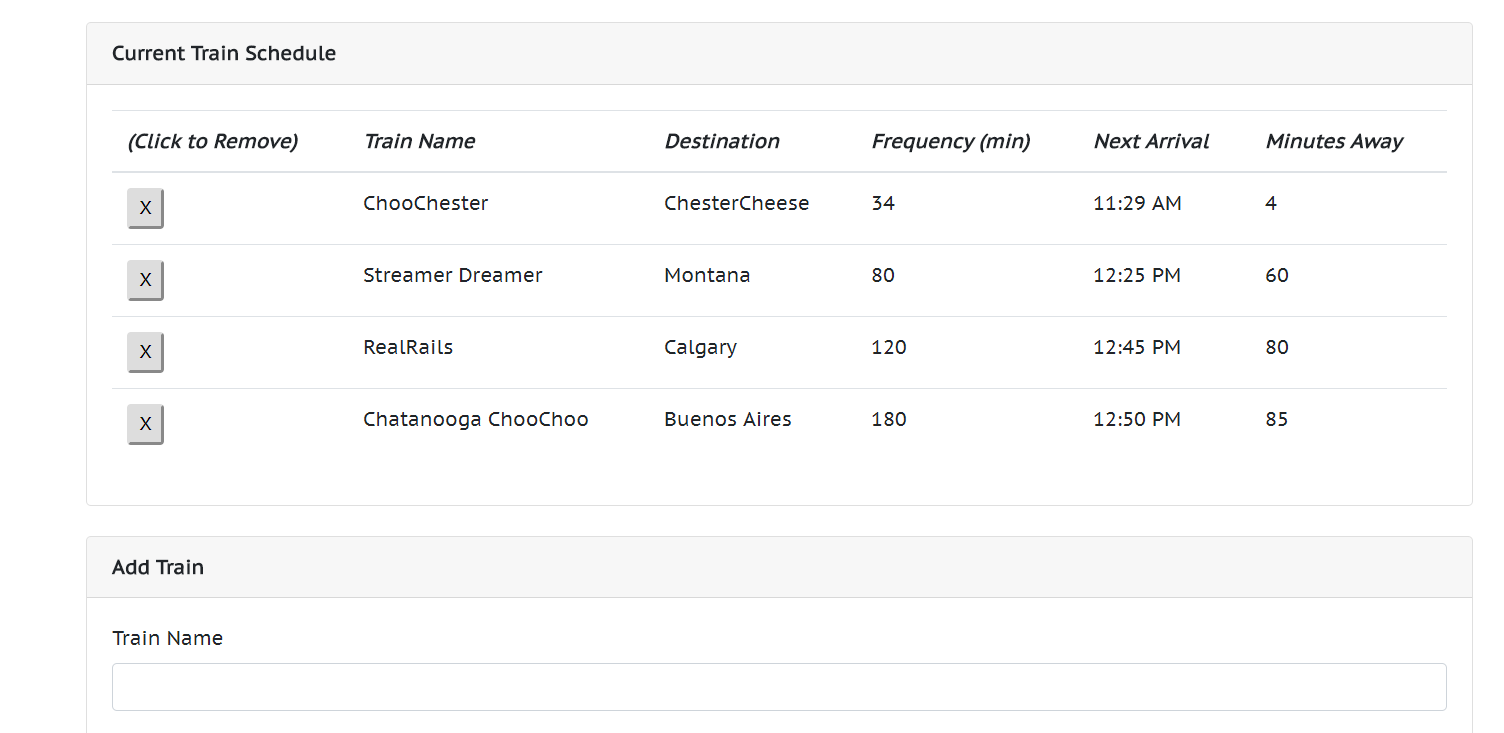 Current Train Schedule
(Click to Remove) Train Name Destination Frequency (min) Next Arrival Minutes Away
X ChooChester ChesterCheese 34 11:29 AM 4
X Streamer Dreamer Montana 80 12:25 PM 60
X RealRails Calgary 120 12:45 PM 80
X Chatanooga ChooChoo Buenos Aires 180 12:50 PM 85
Add Train
Train Name